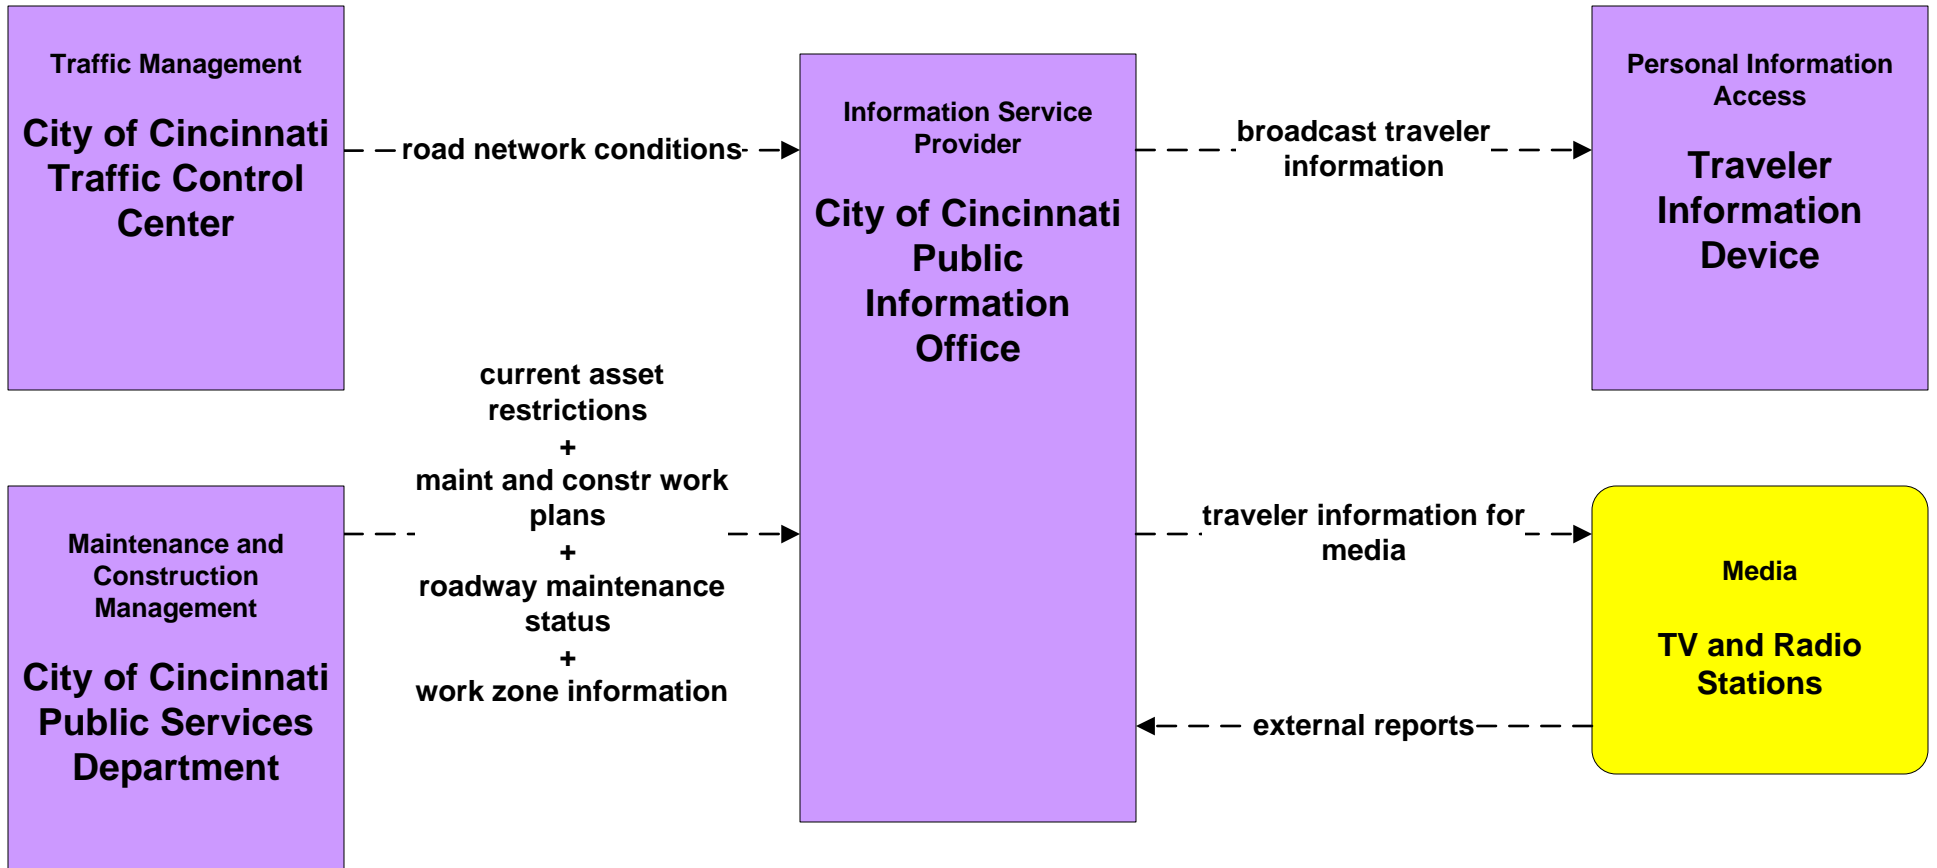 Traffic Management
City of Cincinnati
Traffic Control
Center
road network conditions
Information Service
Provider
City of Cincinnati
Public
Information
Office
broadcast traveler
information
Personal Information
Access
Traveler
Information
Device
Maintenance and
Construction
Management
City of Cincinnati
Public Services
Department
current asset
restrictions
+
maint and constr work
plans
+
roadway maintenance
status
+
work zone information
traveler information for
media
external reports
Media
TV and Radio
Stations